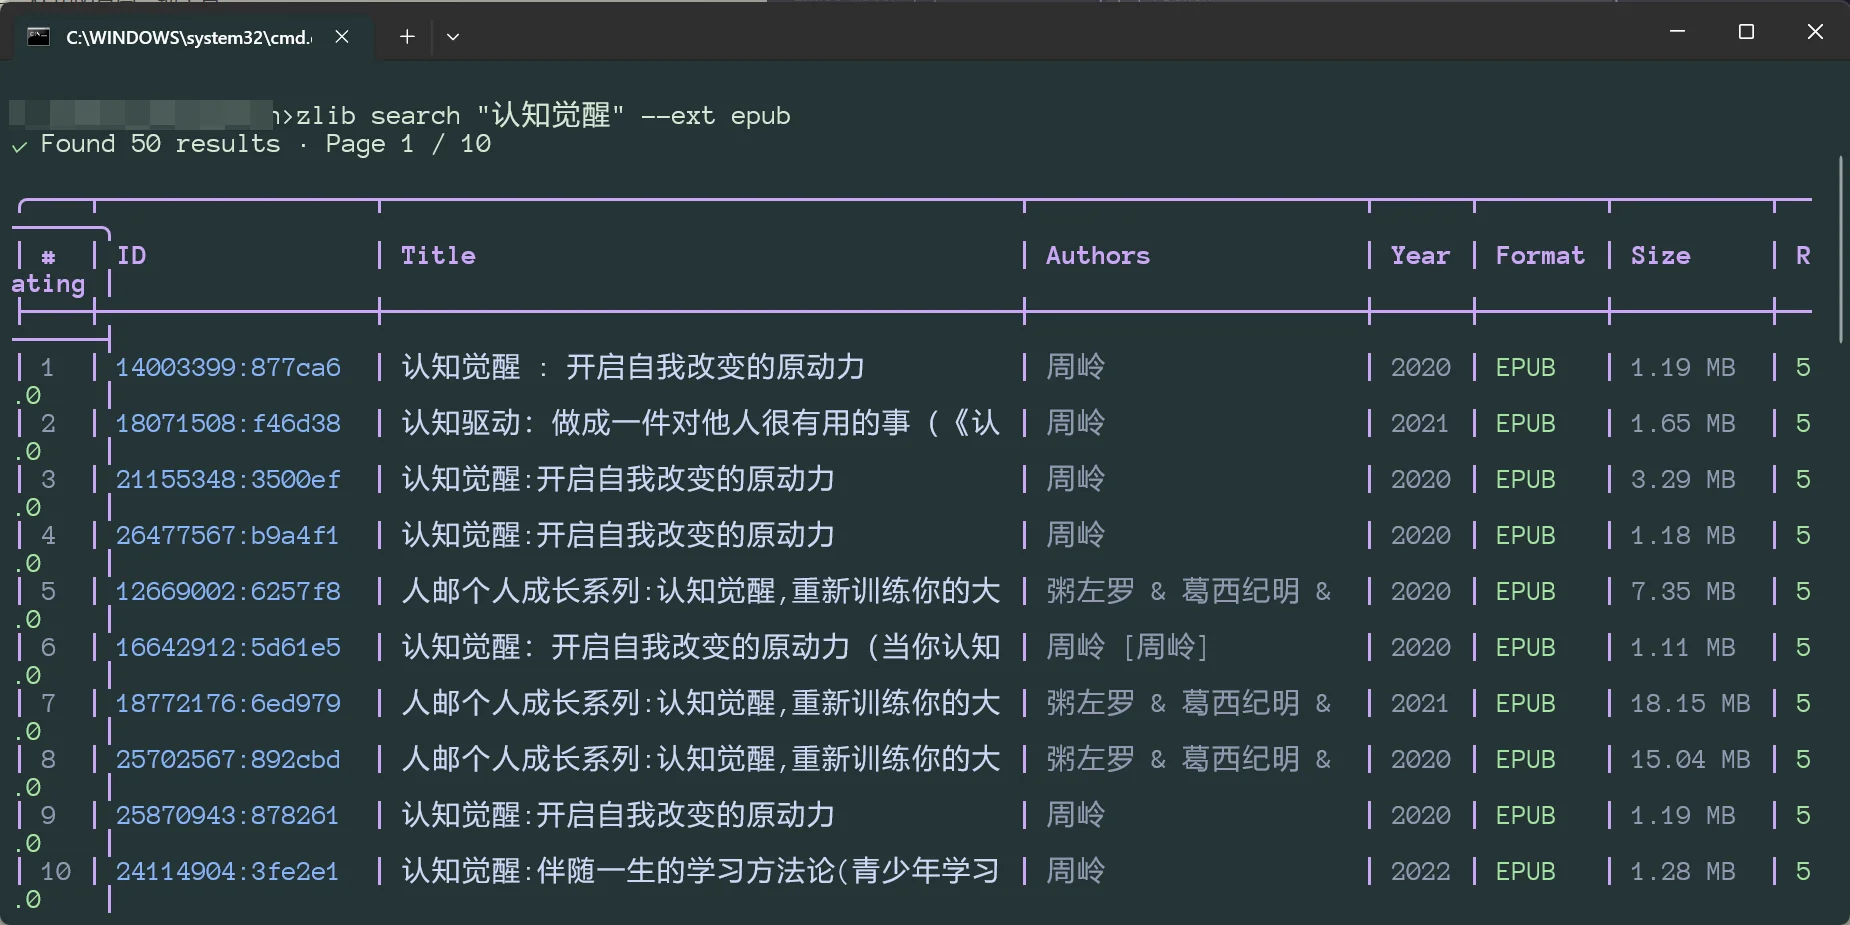 C:\WINDOWS\system32\cmd.
>zlib search "认知觉醒" --ext epub
✓ Found 50 results · Page 1 / 10
# | ID | Title | Authors | Year | Format | Size | R
ating
1 | 14003399:877ca6 | 认知觉醒 : 开启自我改变的原动力 | 周岭 | 2020 | EPUB | 1.19 MB | 5
.0
2 | 18071508:f46d38 | 认知驱动: 做成一件对他人很有用的事 (《认 | 周岭 | 2021 | EPUB | 1.65 MB | 5
.0
3 | 21155348:3500ef | 认知觉醒:开启自我改变的原动力 | 周岭 | 2020 | EPUB | 3.29 MB | 5
.0
4 | 26477567:b9a4f1 | 认知觉醒:开启自我改变的原动力 | 周岭 | 2020 | EPUB | 1.18 MB | 5
.0
5 | 12669002:6257f8 | 人邮个人成长系列:认知觉醒,重新训练你的大 | 粥左罗 & 葛西纪明 & | 2020 | EPUB | 7.35 MB | 5
.0
6 | 16642912:5d61e5 | 认知觉醒: 开启自我改变的原动力 (当你认知 | 周岭 [周岭] | 2020 | EPUB | 1.11 MB | 5
.0
7 | 18772176:6ed979 | 人邮个人成长系列:认知觉醒,重新训练你的大 | 粥左罗 & 葛西纪明 & | 2021 | EPUB | 18.15 MB | 5
.0
8 | 25702567:892cbd | 人邮个人成长系列:认知觉醒,重新训练你的大 | 粥左罗 & 葛西纪明 & | 2020 | EPUB | 15.04 MB | 5
.0
9 | 25870943:878261 | 认知觉醒:开启自我改变的原动力 | 周岭 | 2020 | EPUB | 1.19 MB | 5
.0
10 | 24114904:3fe2e1 | 认知觉醒:伴随一生的学习方法论(青少年学习 | 周岭 | 2022 | EPUB | 1.28 MB | 5
.0